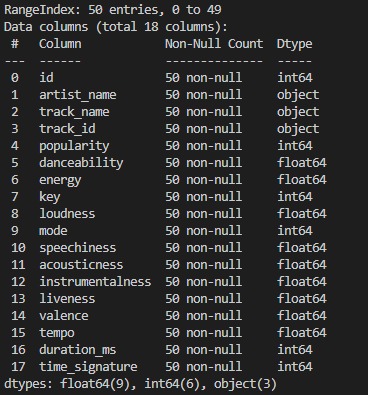 RangeIndex: 50 entries, 0 to 49
Data columns (total 18 columns):
 #   Column            Non-Null Count  Dtype
---  ------            --------------  -----
 0   id                50 non-null     int64
 1   artist_name       50 non-null     object
 2   track_name        50 non-null     object
 3   track_id          50 non-null     object
 4   popularity        50 non-null     int64
 5   danceability      50 non-null     float64
 6   energy            50 non-null     float64
 7   key               50 non-null     int64
 8   loudness          50 non-null     float64
 9   mode              50 non-null     int64
 10  speechiness       50 non-null     float64
 11  acousticness      50 non-null     float64
 12  instrumentalness  50 non-null     float64
 13  liveness          50 non-null     float64
 14  valence           50 non-null     float64
 15  tempo             50 non-null     float64
 16  duration_ms       50 non-null     int64
 17  time_signature    50 non-null     int64
dtypes: float64(9), int64(6), object(3)